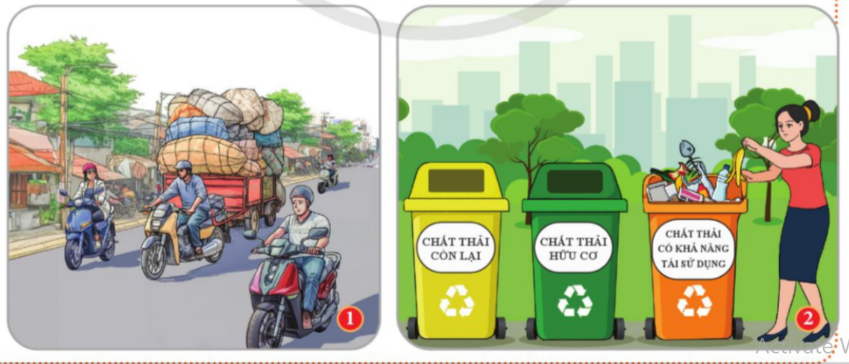 1
CHẤT THẢI
CÒN LẠI
CHẤT THẢI
HỮU CƠ
CHẤT THẢI
CÓ KHẢ NĂNG
TÁI SỬ DỤNG
2